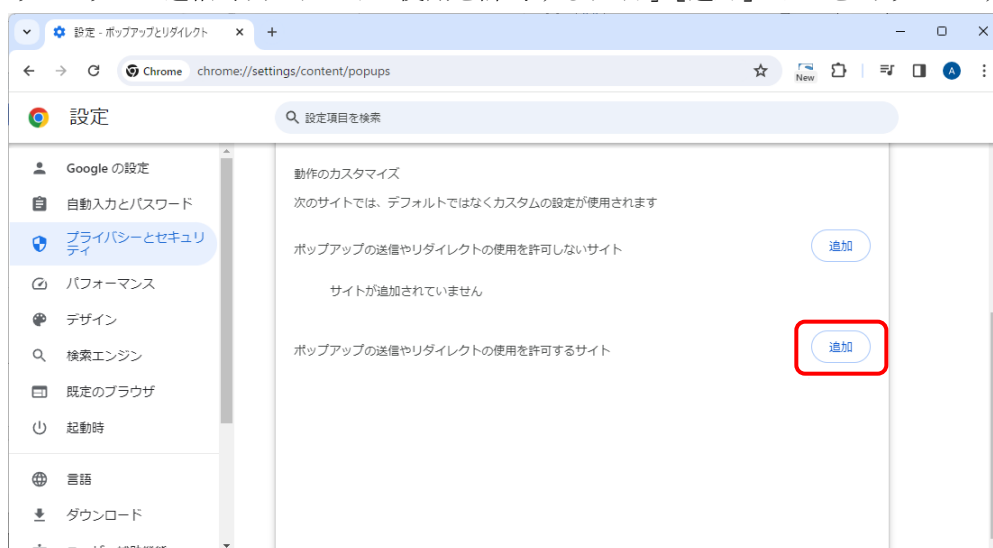 設定 - ポップアップとリダイレクト
Chrome chrome://settings/content/popups
New
A
設定
設定項目を検索
Google の設定
自動入力とパスワード
プライバシーとセキュリ
ティ
パフォーマンス
デザイン
検索エンジン
既定のブラウザ
起動時
言語
ダウンロード
動作のカスタマイズ
次のサイトでは、デフォルトではなくカスタムの設定が使用されます
ポップアップの送信やリダイレクトの使用を許可しないサイト 追加
サイトが追加されていません
ポップアップの送信やリダイレクトの使用を許可するサイト 追加